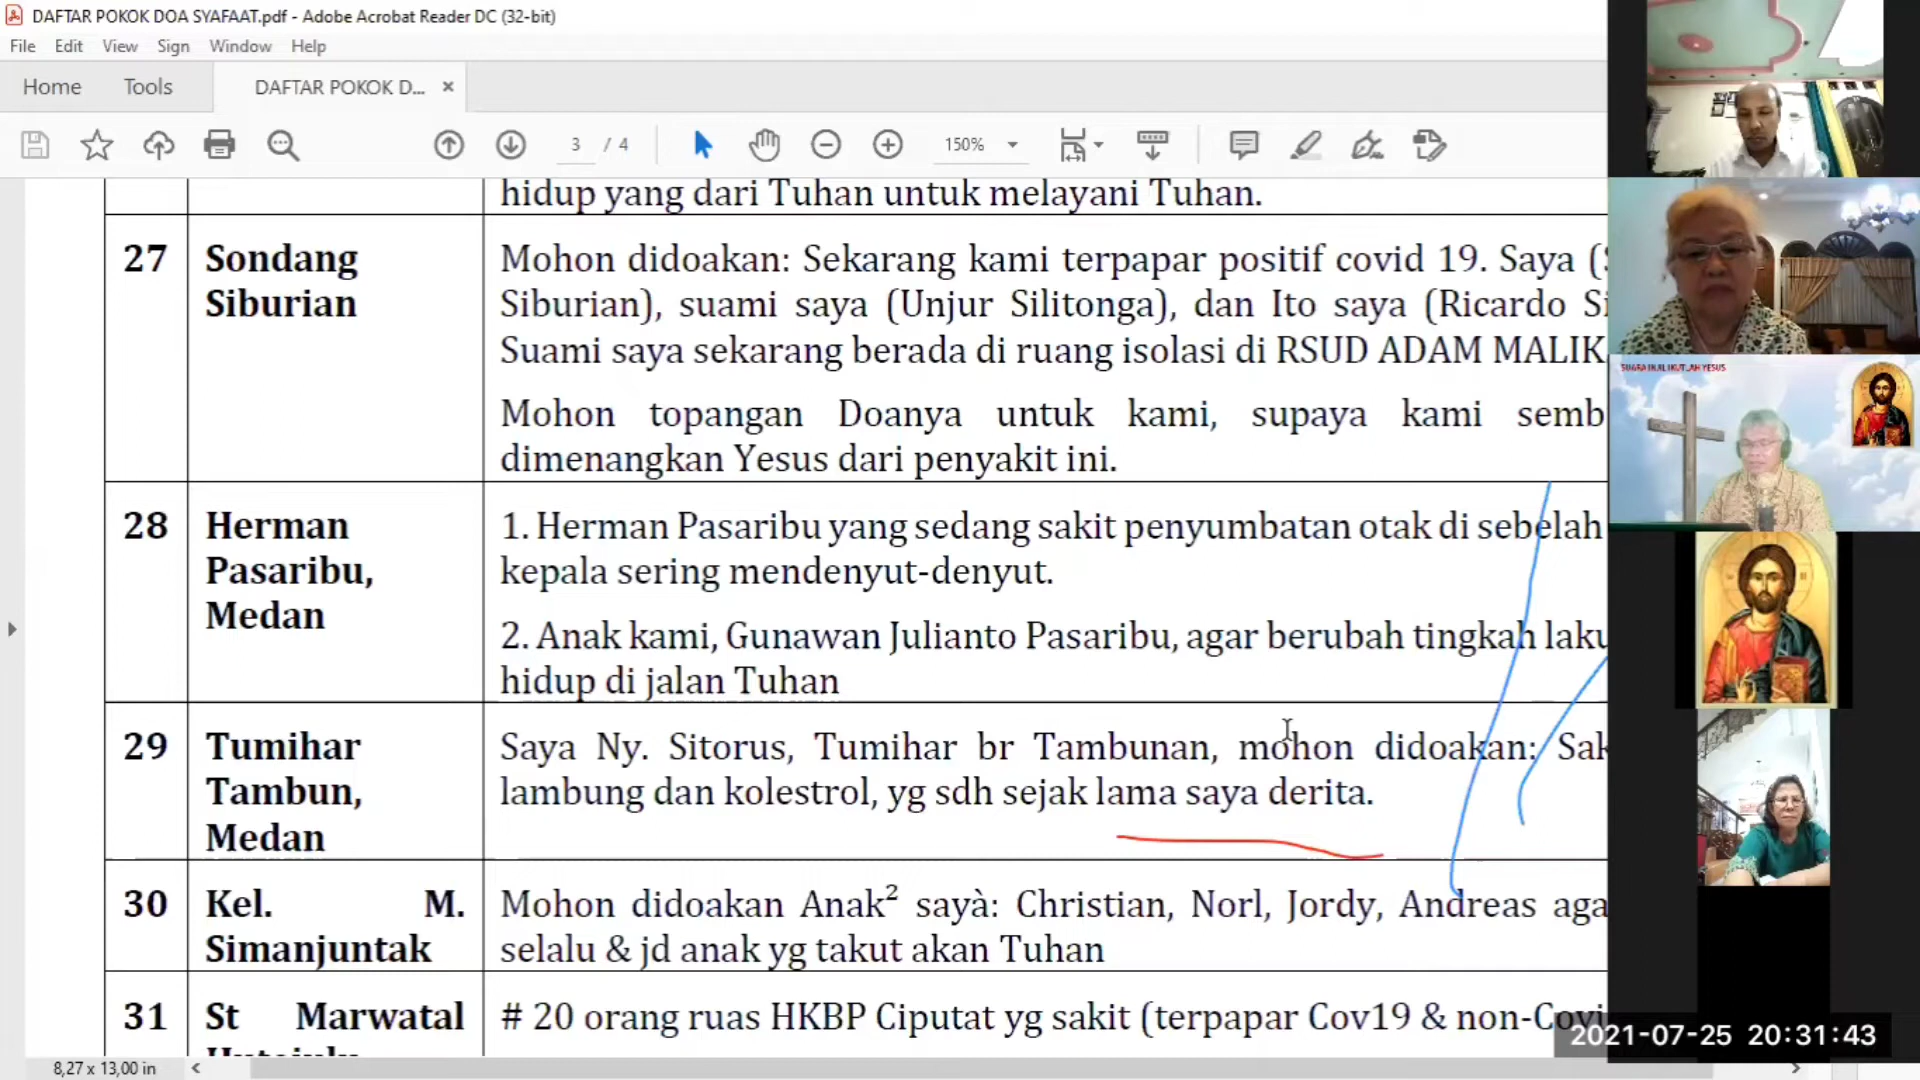 DAFTAR POKOK DOA SYAFAAT.pdf - Adobe Acrobat Reader DC (32-bit)
File Edit View Sign Window Help
Home Tools DAFTAR POKOK D... ×
3 / 4 150%
hidup yang dari Tuhan untuk melayani Tuhan.
27 Sondang Siburian
Mohon didoakan: Sekarang kami terpapar positif covid 19. Saya (
Siburian), suami saya (Unjur Silitonga), dan Ito saya (Ricardo
Suami saya sekarang berada di ruang isolasi di RSUD ADAM MALIK
Mohon topangan Doanya untuk kami, supaya kami semb
dimenangkan Yesus dari penyakit ini.
28 Herman Pasaribu, Medan
1. Herman Pasaribu yang sedang sakit penyumbatan otak di sebelah
kepala sering mendenyut-denyut.
2. Anak kami, Gunawan Julianto Pasaribu, agar berubah tingkah laku
hidup di jalan Tuhan
29 Tumihar Tambun, Medan
Saya Ny. Sitorus, Tumihar br Tambunan, mohon didoakan: Sak
lambung dan kolestrol, yg sdh sejak lama saya derita.
30 Kel. M. Simanjuntak
Mohon didoakan Anak² sayà: Christian, Norl, Jordy, Andreas aga
selalu & jd anak yg takut akan Tuhan
31 St Marwatal
# 20 orang ruas HKBP Ciputat yg sakit (terpapar Cov19 & non-Covi
8,27 x 13,00 in
2021-07-25 20:31:43